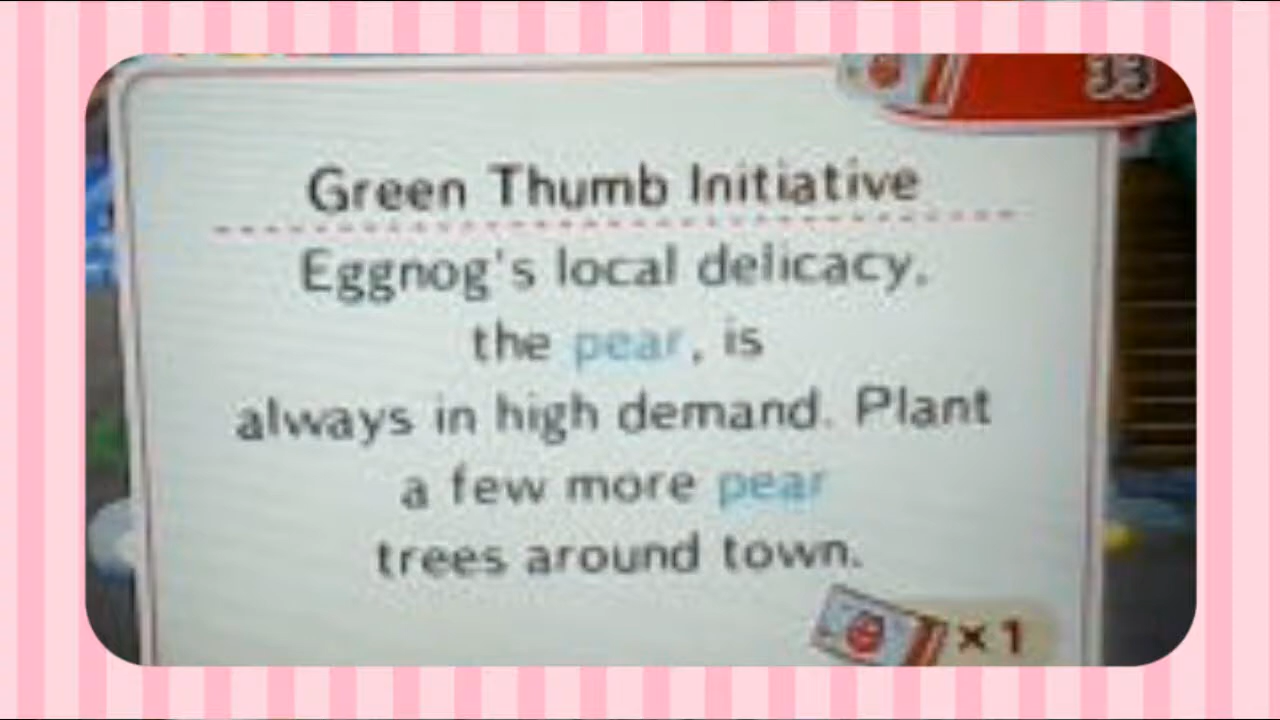 33
Green Thumb Initiative
Eggnog's local delicacy,
the pear, is
always in high demand. Plant
a few more pear
trees around town.
×1